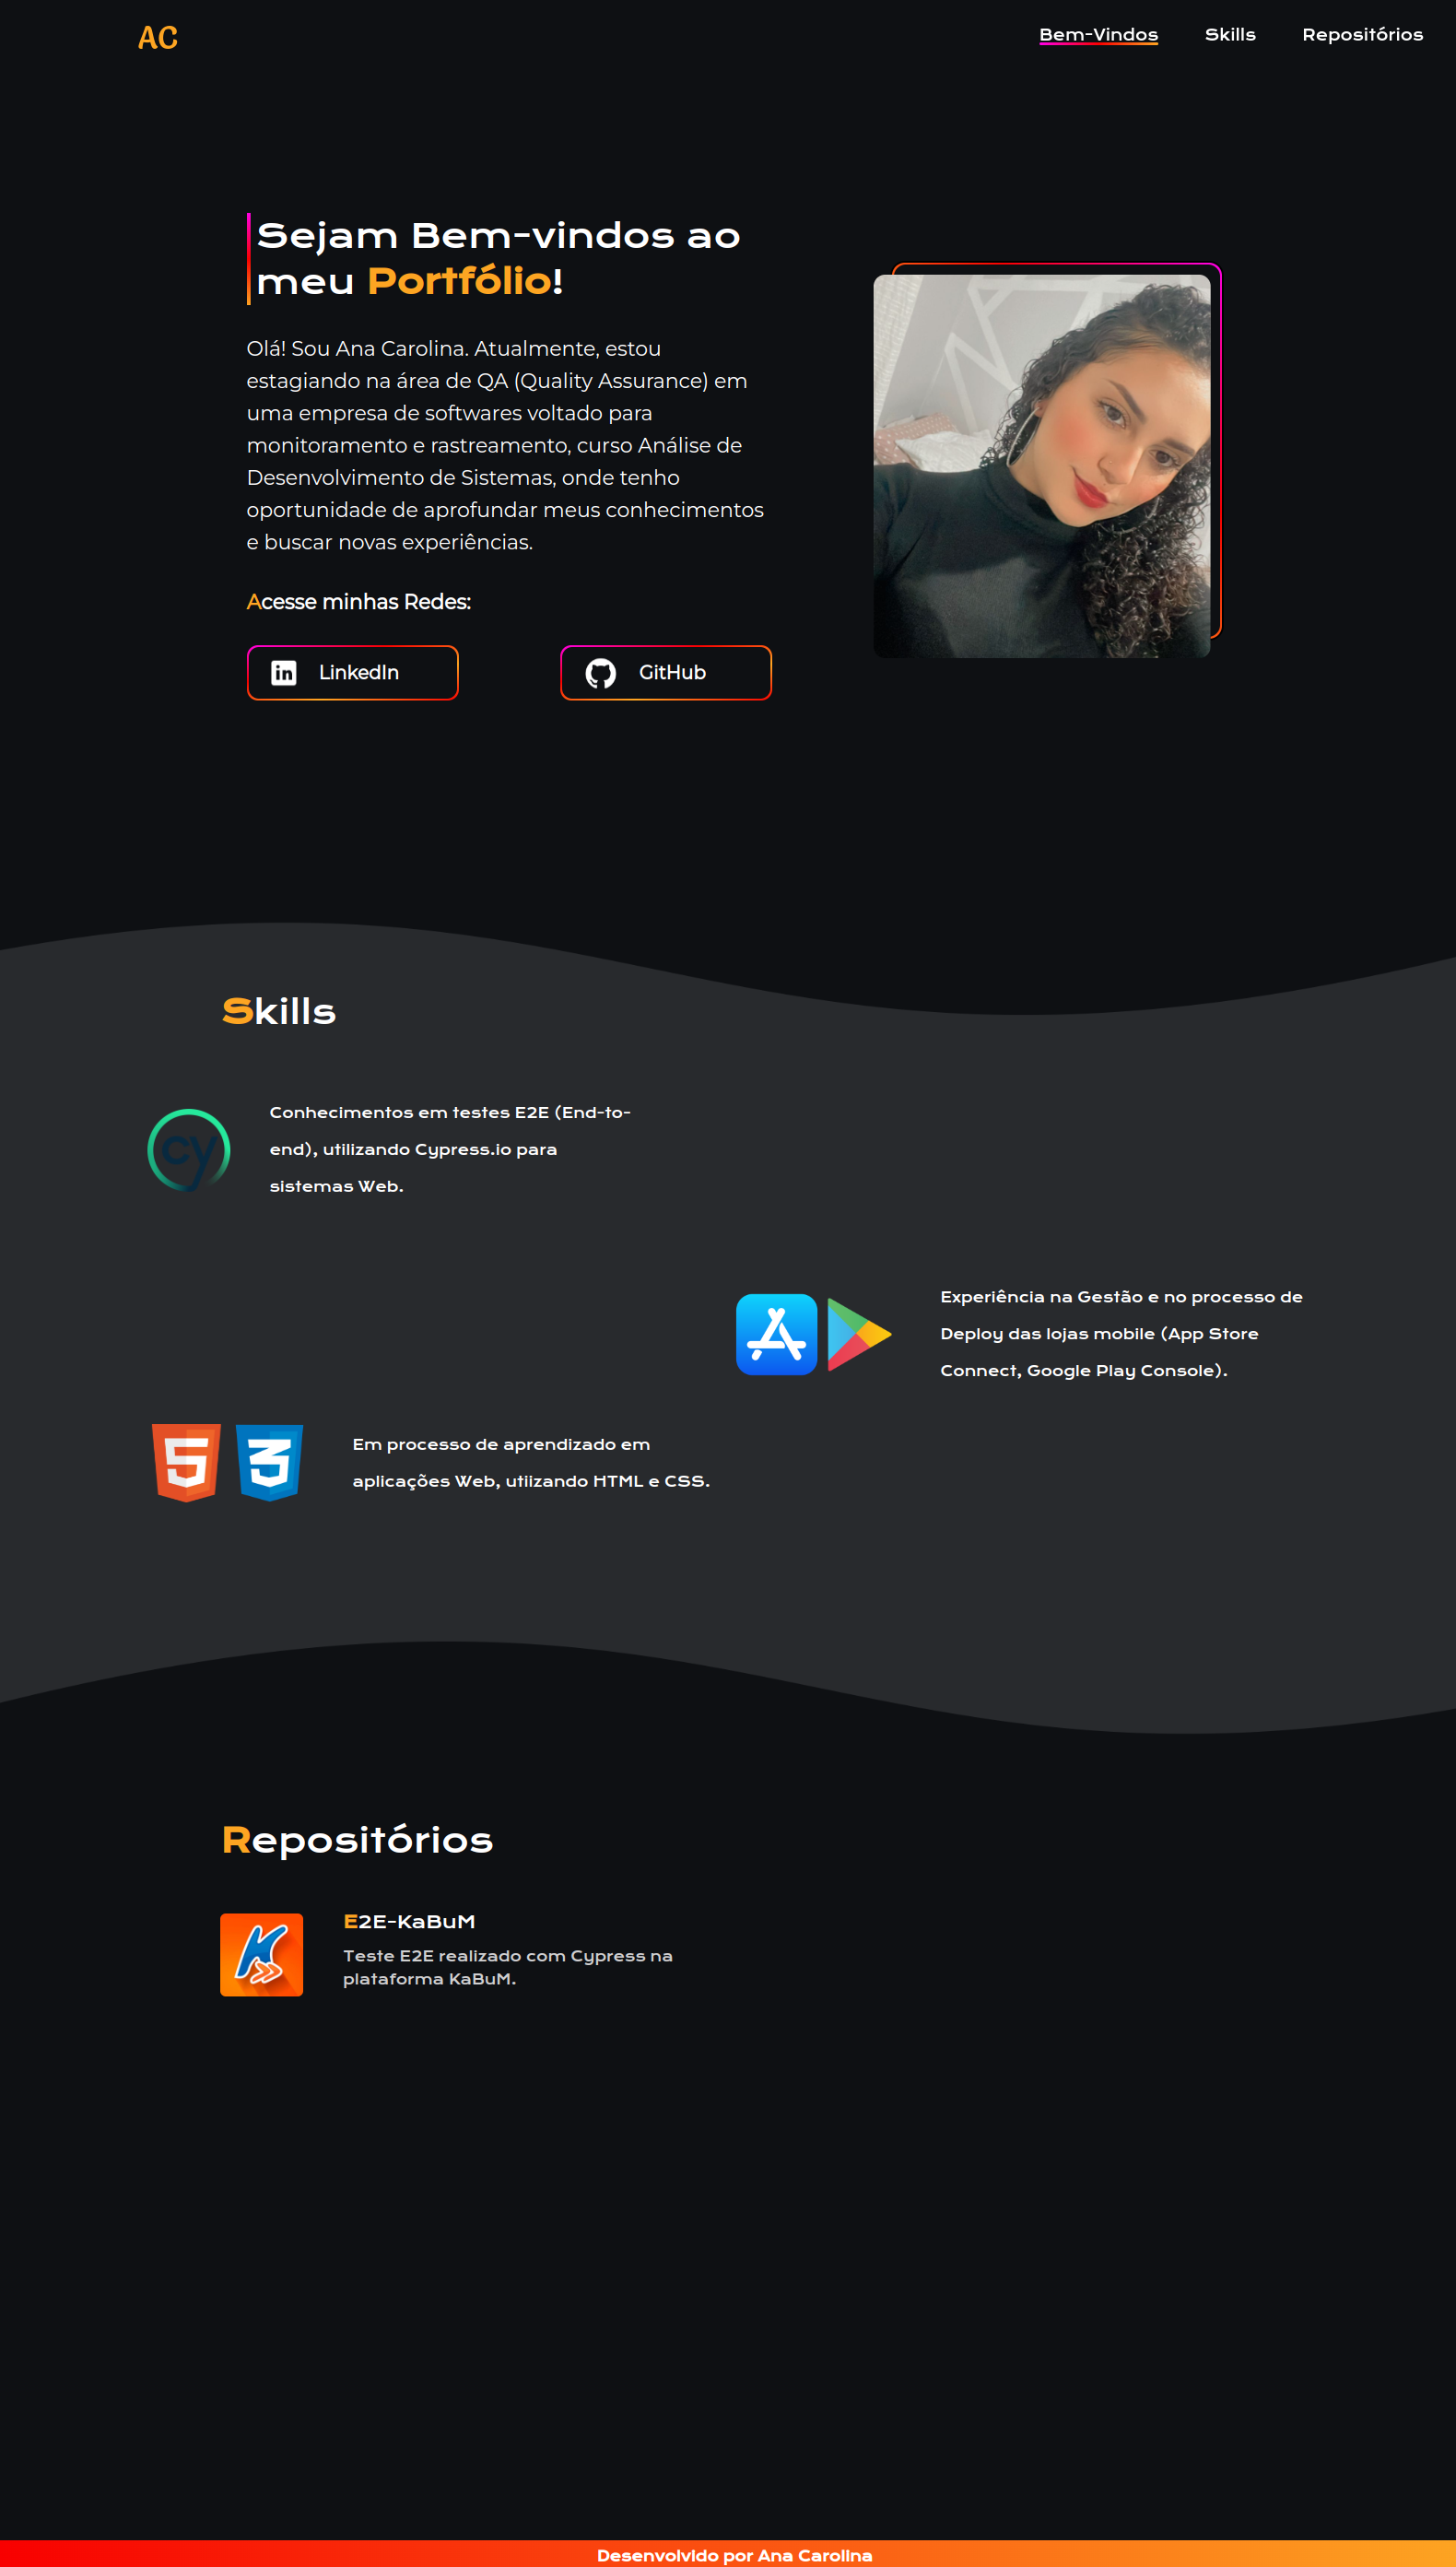 AC
Bem-Vindos Skills Repositórios
Sejam Bem-vindos ao
meu Portfólio!
Olá! Sou Ana Carolina. Atualmente, estou
estagiando na área de QA (Quality Assurance) em
uma empresa de softwares voltado para
monitoramento e rastreamento, curso Análise de
Desenvolvimento de Sistemas, onde tenho
oportunidade de aprofundar meus conhecimentos
e buscar novas experiências.
Acesse minhas Redes:
in LinkedIn
GitHub
Skills
cy
Conhecimentos em testes E2E (End-to-
end), utilizando Cypress.io para
sistemas Web.
Experiência na Gestão e no processo de
Deploy das lojas mobile (App Store
Connect, Google Play Console).
5 3
Em processo de aprendizado em
aplicações Web, utiizando HTML e CSS.
Repositórios
K
E2E-KaBuM
Teste E2E realizado com Cypress na
plataforma KaBuM.
Desenvolvido por Ana Carolina